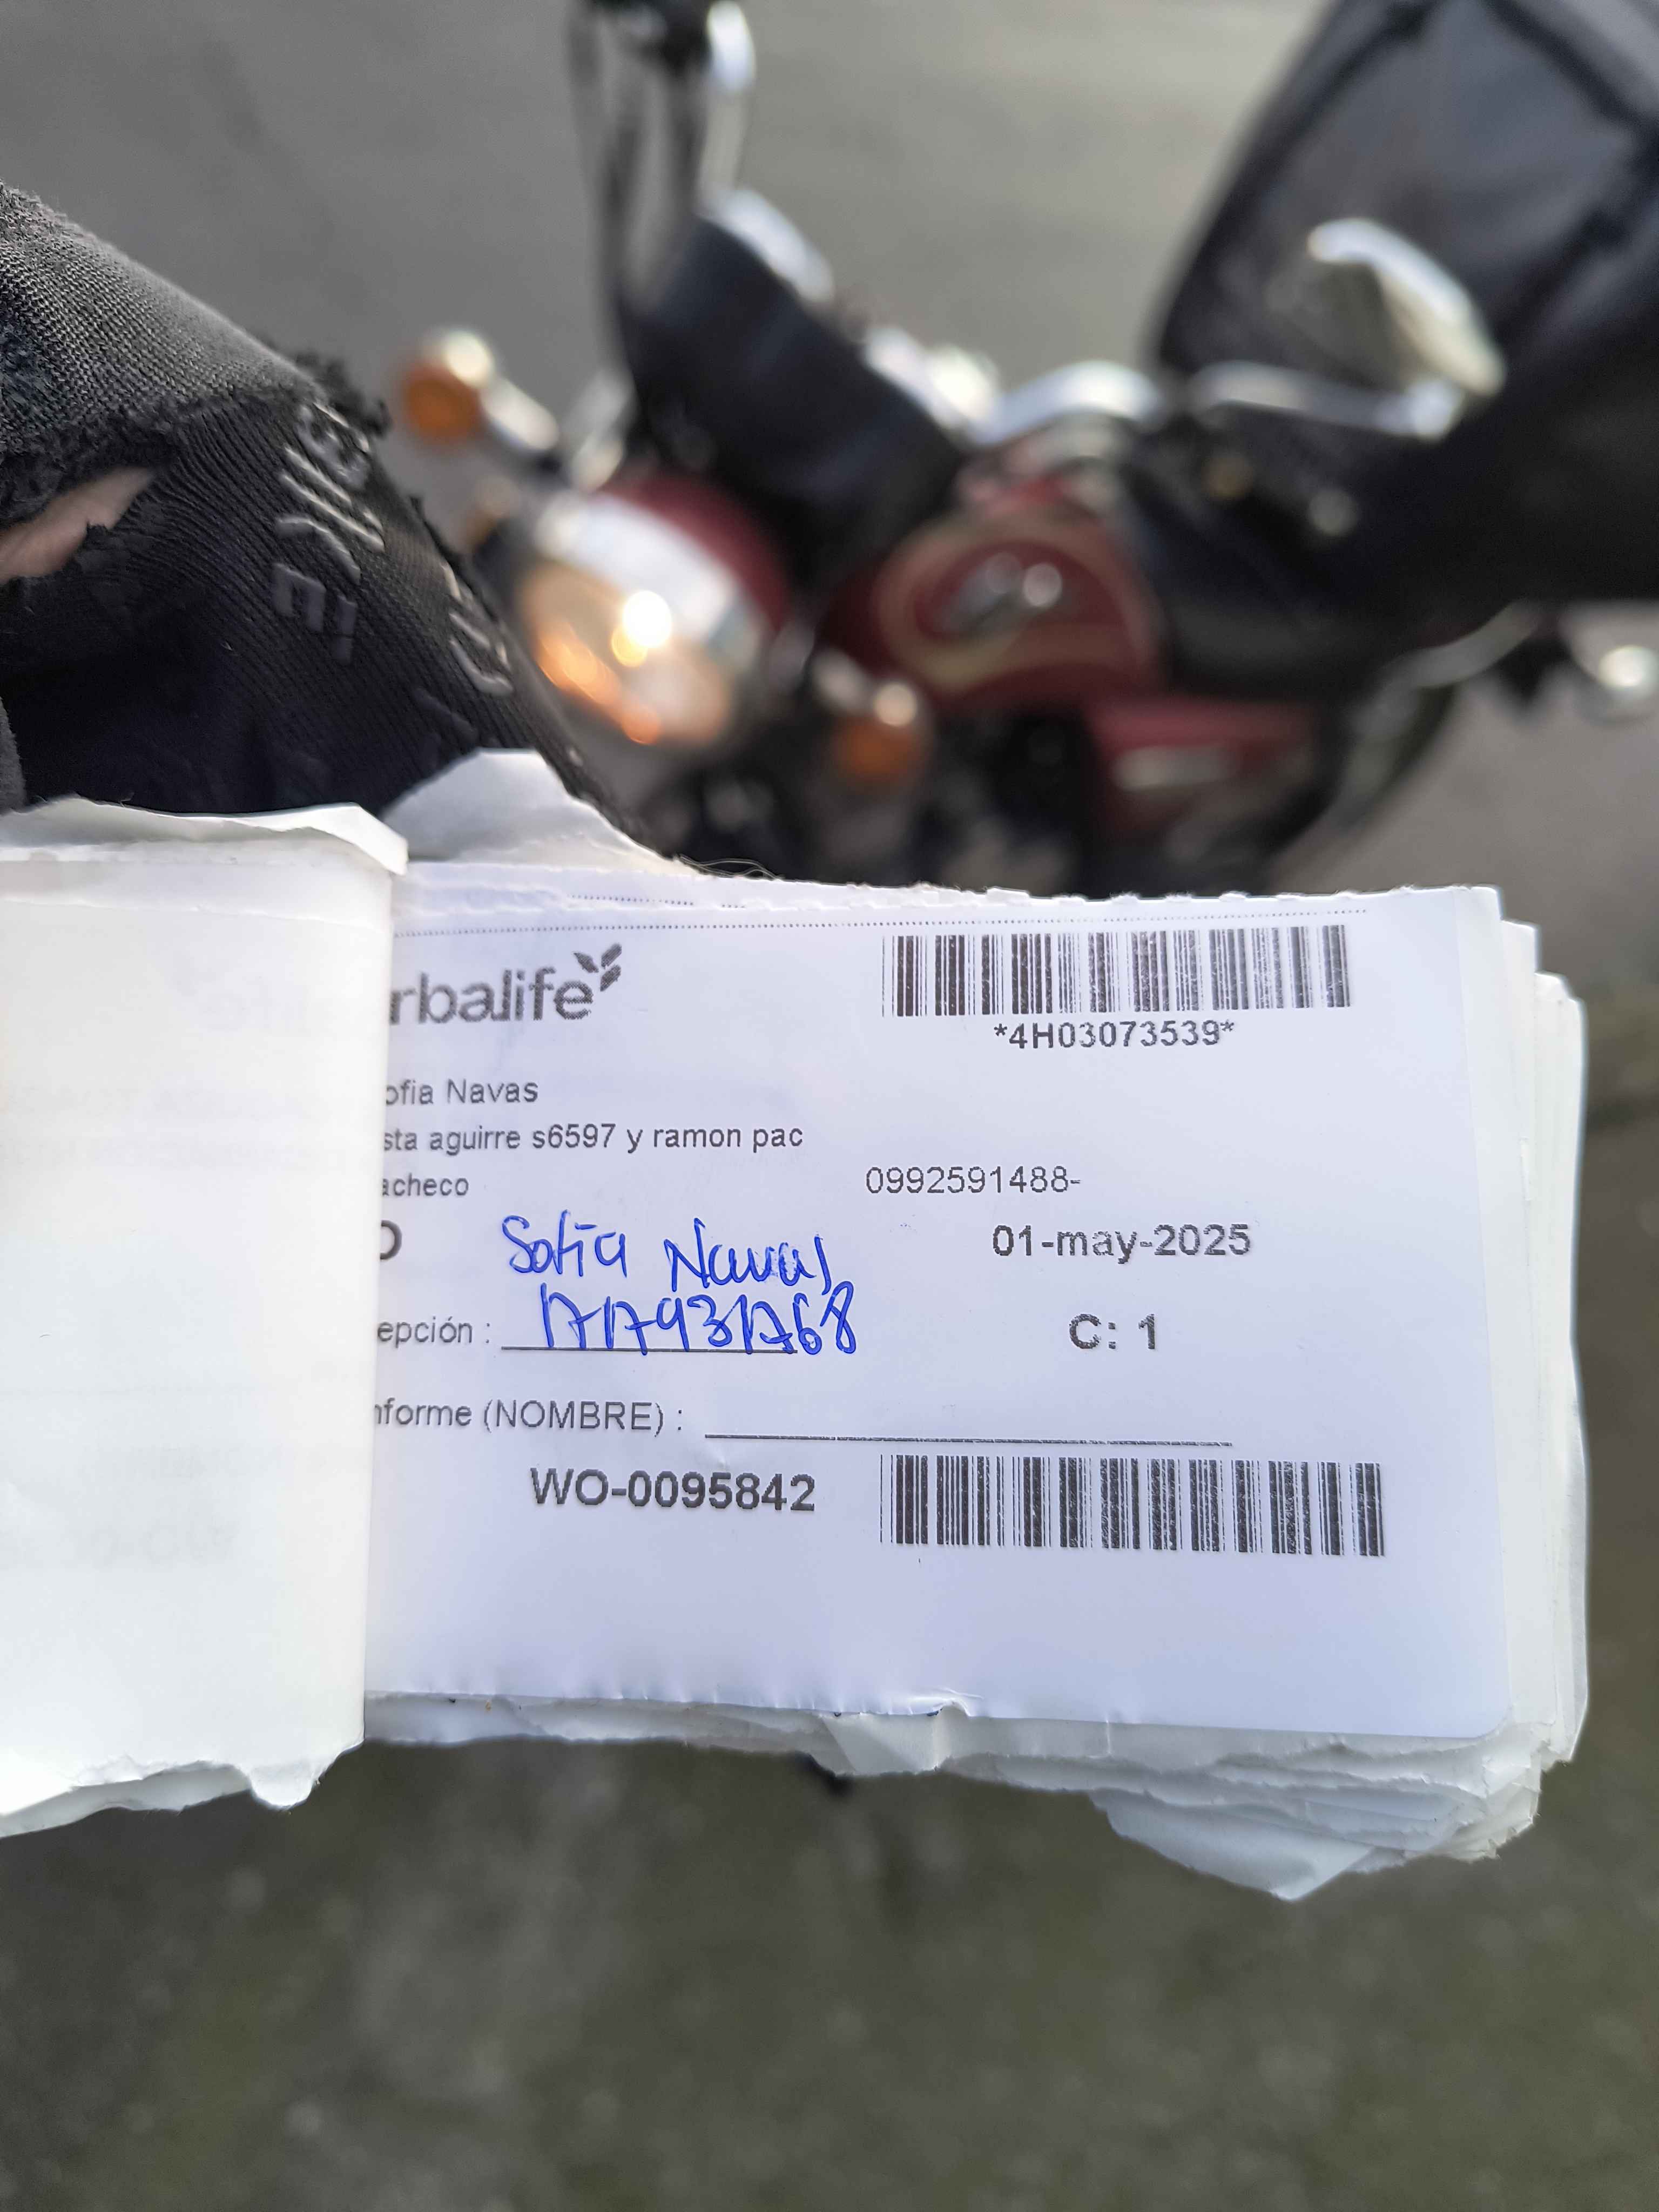 rbalife
*4H03073539*
ofia Navas
sta aguirre s6597 y ramon pac
acheco
0992591488-
O
Sofia Navas
01-may-2025
epción : 1717931768
C: 1
nforme (NOMBRE) :
WO-0095842